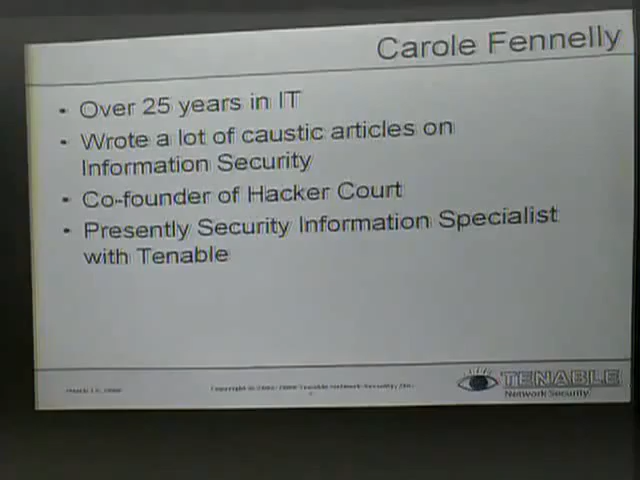 Carole Fennelly
• Over 25 years in IT
• Wrote a lot of caustic articles on
Information Security
• Co-founder of Hacker Court
• Presently Security Information Specialist
with Tenable
TENABLE
Network Security